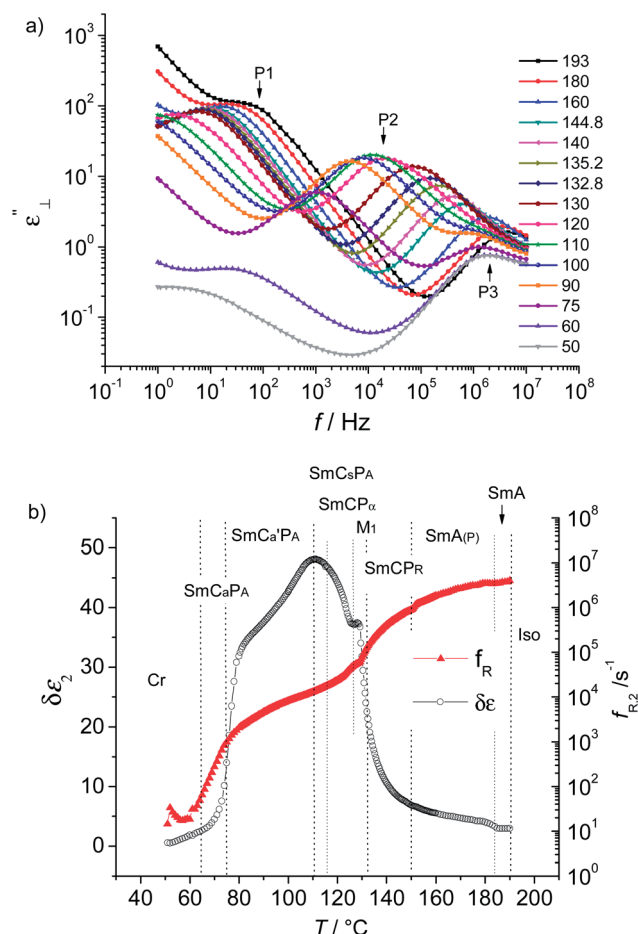 a)
10³
10²
10¹
10⁰
10⁻¹
ε''⊥
P1
P2
P3
193
180
160
144.8
140
135.2
132.8
130
120
110
100
90
75
60
50
10⁻¹ 10⁰ 10¹ 10² 10³ 10⁴ 10⁵ 10⁶ 10⁷ 10⁸
f / Hz
b)
SmCsPA
SmCPα
SmA
M1
SmCa'PA
SmA(P)
SmCaPA
SmCPR
Cr
Iso
fR
δε
50
40
30
20
10
0
δε2
10⁸
10⁷
10⁶
10⁵
10⁴
10³
10²
10¹
10⁰
fR,2 /s⁻¹
40 60 80 100 120 140 160 180 200
T / °C